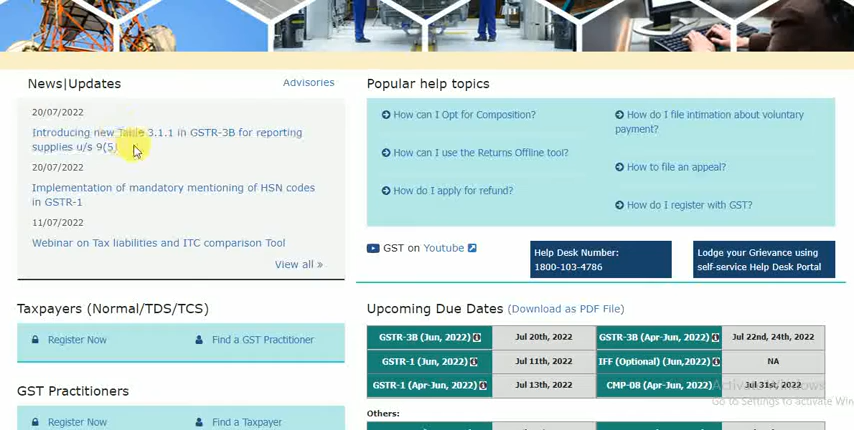 News|Updates
Advisories
20/07/2022
Introducing new Table 3.1.1 in GSTR-3B for reporting
supplies u/s 9(5)
20/07/2022
Implementation of mandatory mentioning of HSN codes
in GSTR-1
11/07/2022
Webinar on Tax liabilities and ITC comparison Tool
View all »
Popular help topics
How can I Opt for Composition?
How can I use the Returns Offline tool?
How do I apply for refund?
How do I file intimation about voluntary
payment?
How to file an appeal?
How do I register with GST?
GST on Youtube
Help Desk Number:
1800-103-4786
Lodge your Grievance using
self-service Help Desk Portal
Taxpayers (Normal/TDS/TCS)
Register Now
Find a GST Practitioner
GST Practitioners
Register Now
Find a Taxpayer
Upcoming Due Dates (Download as PDF File)
GSTR-3B (Jun, 2022) Jul 20th, 2022 GSTR-3B (Apr-Jun, 2022) Jul 22nd, 24th, 2022
GSTR-1 (Jun, 2022) Jul 11th, 2022 IFF (Optional) (Jun,2022) NA
GSTR-1 (Apr-Jun, 2022) Jul 13th, 2022 CMP-08 (Apr-Jun, 2022) Jul 31st, 2022
Others:
Activate Windows
Go to Settings to activate Win